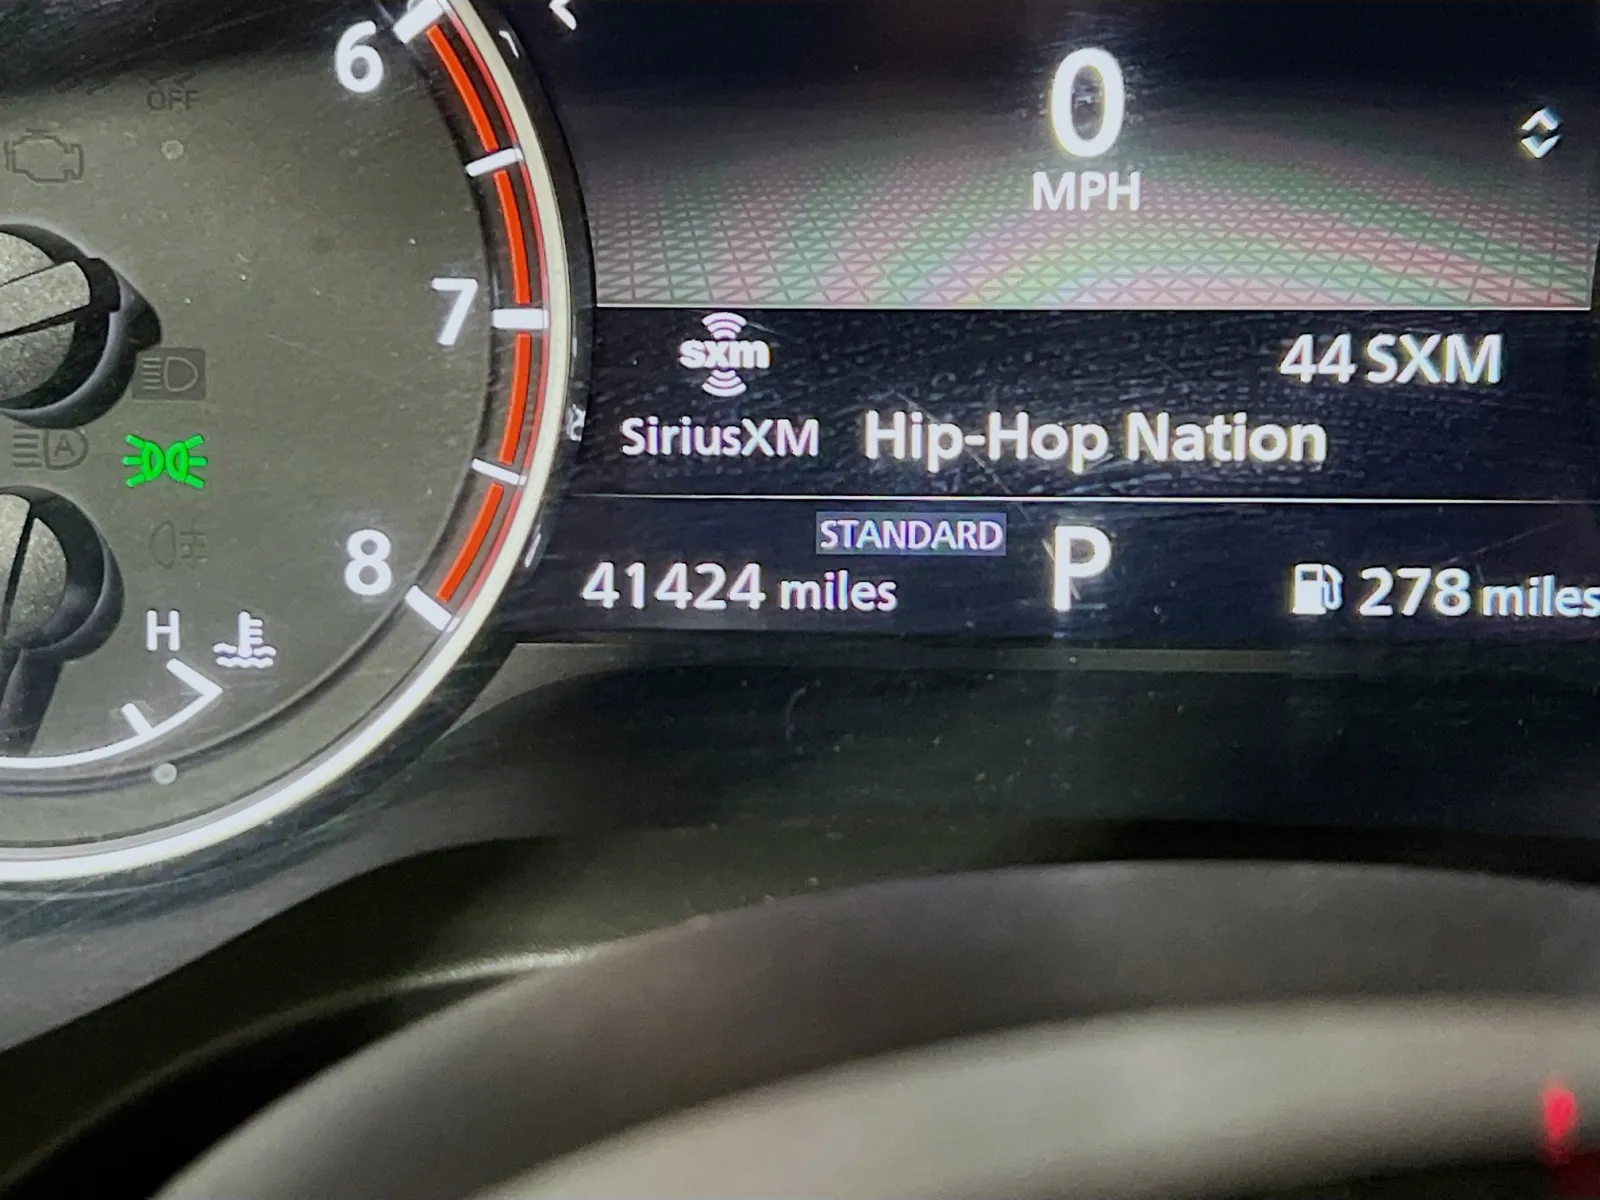 6
OFF
0
MPH
7
sxm
44 SXM
SiriusXM Hip-Hop Nation
A
8
STANDARD
P
41424 miles
278 miles
H